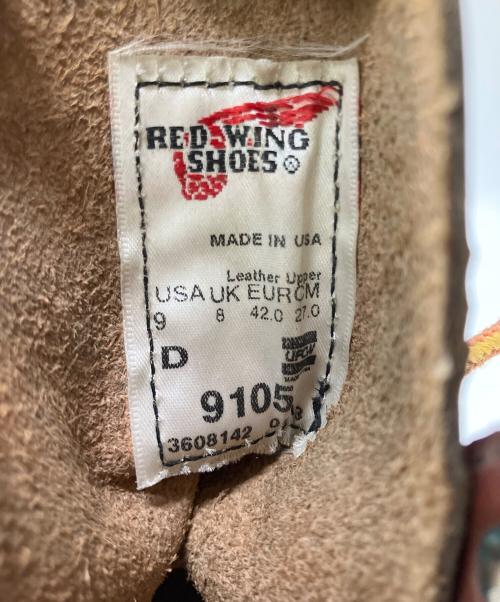 RED WING
SHOES ®
MADE IN USA
Leather Upper
USA UK EUR CM
9 8 42.0 27.0
D
UFCW
9105
3608142